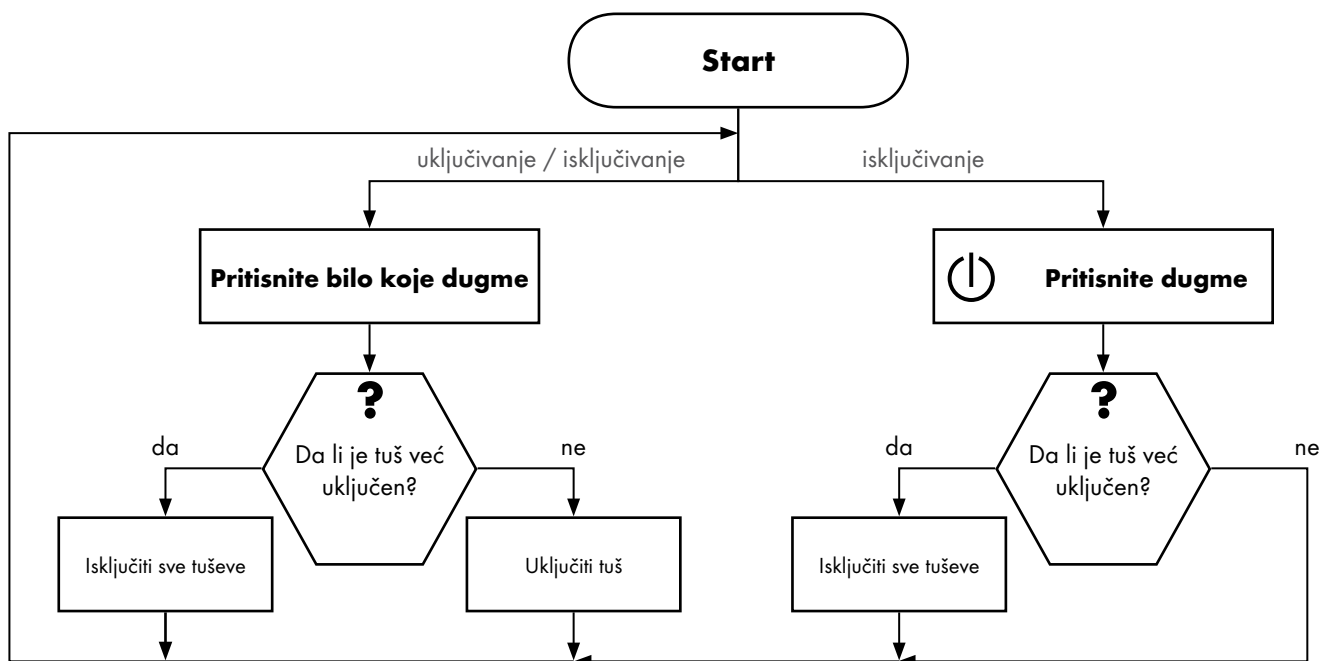 Start
uključivanje / isključivanje
isključivanje
Pritisnite bilo koje dugme
Pritisnite dugme
?
Da li je tuš već
uključen?
da
ne
?
Da li je tuš već
uključen?
da
ne
Isključiti sve tuševe
Uključiti tuš
Isključiti sve tuševe